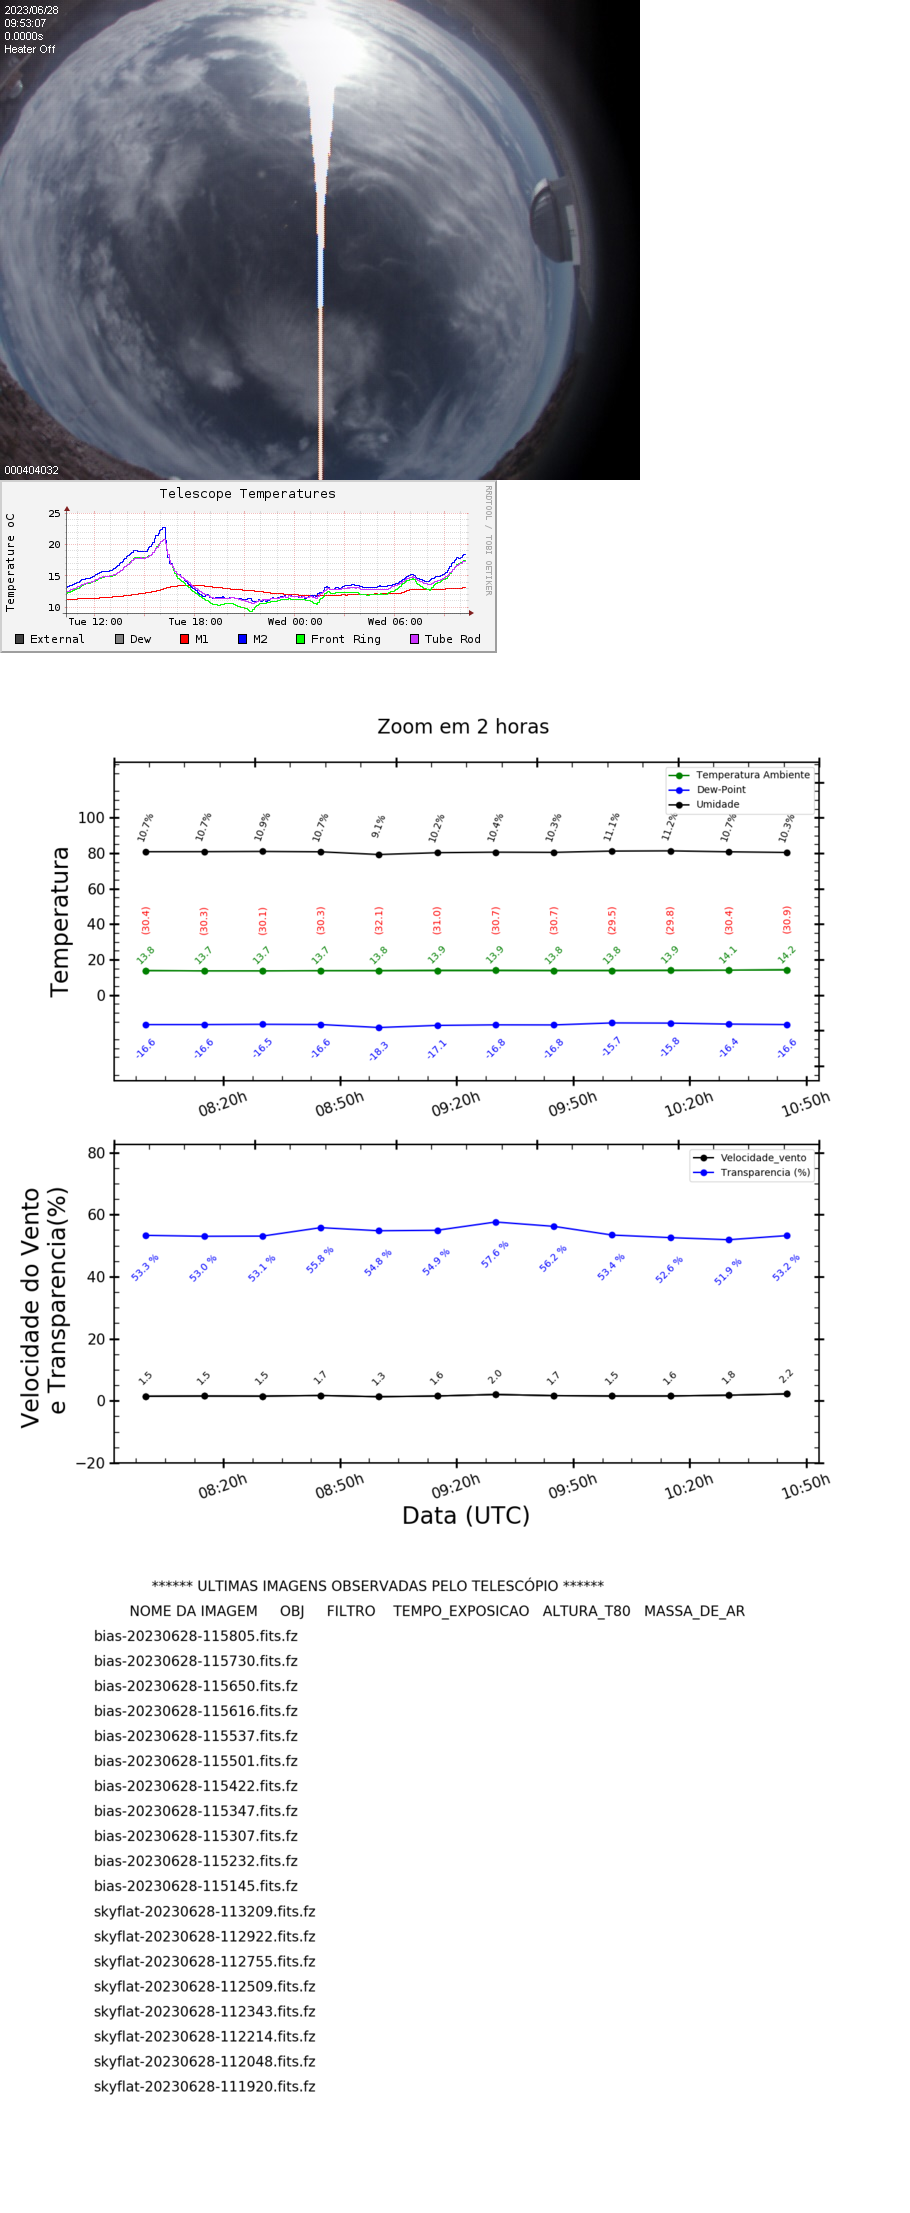 2023/06/28
09:53:07
0.0000s
Heater Off
000404032
Telescope Temperatures
RRDTOOL / TOBI OETIKER
Temperature oC
25
20
15
10
Tue 12:00 Tue 18:00 Wed 00:00 Wed 06:00
External Dew M1 M2 Front Ring Tube Rod
Zoom em 2 horas
Temperatura Ambiente
Dew-Point
Umidade
Temperatura
100
80
60
40
20
0
10.7% 10.7% 10.9% 10.7% 9.1% 10.2% 10.4% 10.3% 11.1% 11.2% 10.7% 10.3%
(30.4) (30.3) (30.1) (30.3) (32.1) (31.0) (30.7) (30.7) (29.5) (29.8) (30.4) (30.9)
13.8 13.7 13.7 13.7 13.8 13.9 13.9 13.8 13.8 13.9 14.1 14.2
-16.6 -16.6 -16.5 -16.6 -18.3 -17.1 -16.8 -16.8 -15.7 -15.8 -16.4 -16.6
08:20h 08:50h 09:20h 09:50h 10:20h 10:50h
Velocidade_vento
Transparencia (%)
Velocidade do Vento
e Transparencia(%)
80
60
40
20
0
−20
53.3 % 53.0 % 53.1 % 55.8 % 54.8 % 54.9 % 57.6 % 56.2 % 53.4 % 52.6 % 51.9 % 53.2 %
1.5 1.5 1.5 1.7 1.3 1.6 2.0 1.7 1.5 1.6 1.8 2.2
08:20h 08:50h 09:20h 09:50h 10:20h 10:50h
Data (UTC)
****** ULTIMAS IMAGENS OBSERVADAS PELO TELESCÓPIO ******
NOME DA IMAGEM OBJ FILTRO TEMPO_EXPOSICAO ALTURA_T80 MASSA_DE_AR
bias-20230628-115805.fits.fz
bias-20230628-115730.fits.fz
bias-20230628-115650.fits.fz
bias-20230628-115616.fits.fz
bias-20230628-115537.fits.fz
bias-20230628-115501.fits.fz
bias-20230628-115422.fits.fz
bias-20230628-115347.fits.fz
bias-20230628-115307.fits.fz
bias-20230628-115232.fits.fz
bias-20230628-115145.fits.fz
skyflat-20230628-113209.fits.fz
skyflat-20230628-112922.fits.fz
skyflat-20230628-112755.fits.fz
skyflat-20230628-112509.fits.fz
skyflat-20230628-112343.fits.fz
skyflat-20230628-112214.fits.fz
skyflat-20230628-112048.fits.fz
skyflat-20230628-111920.fits.fz